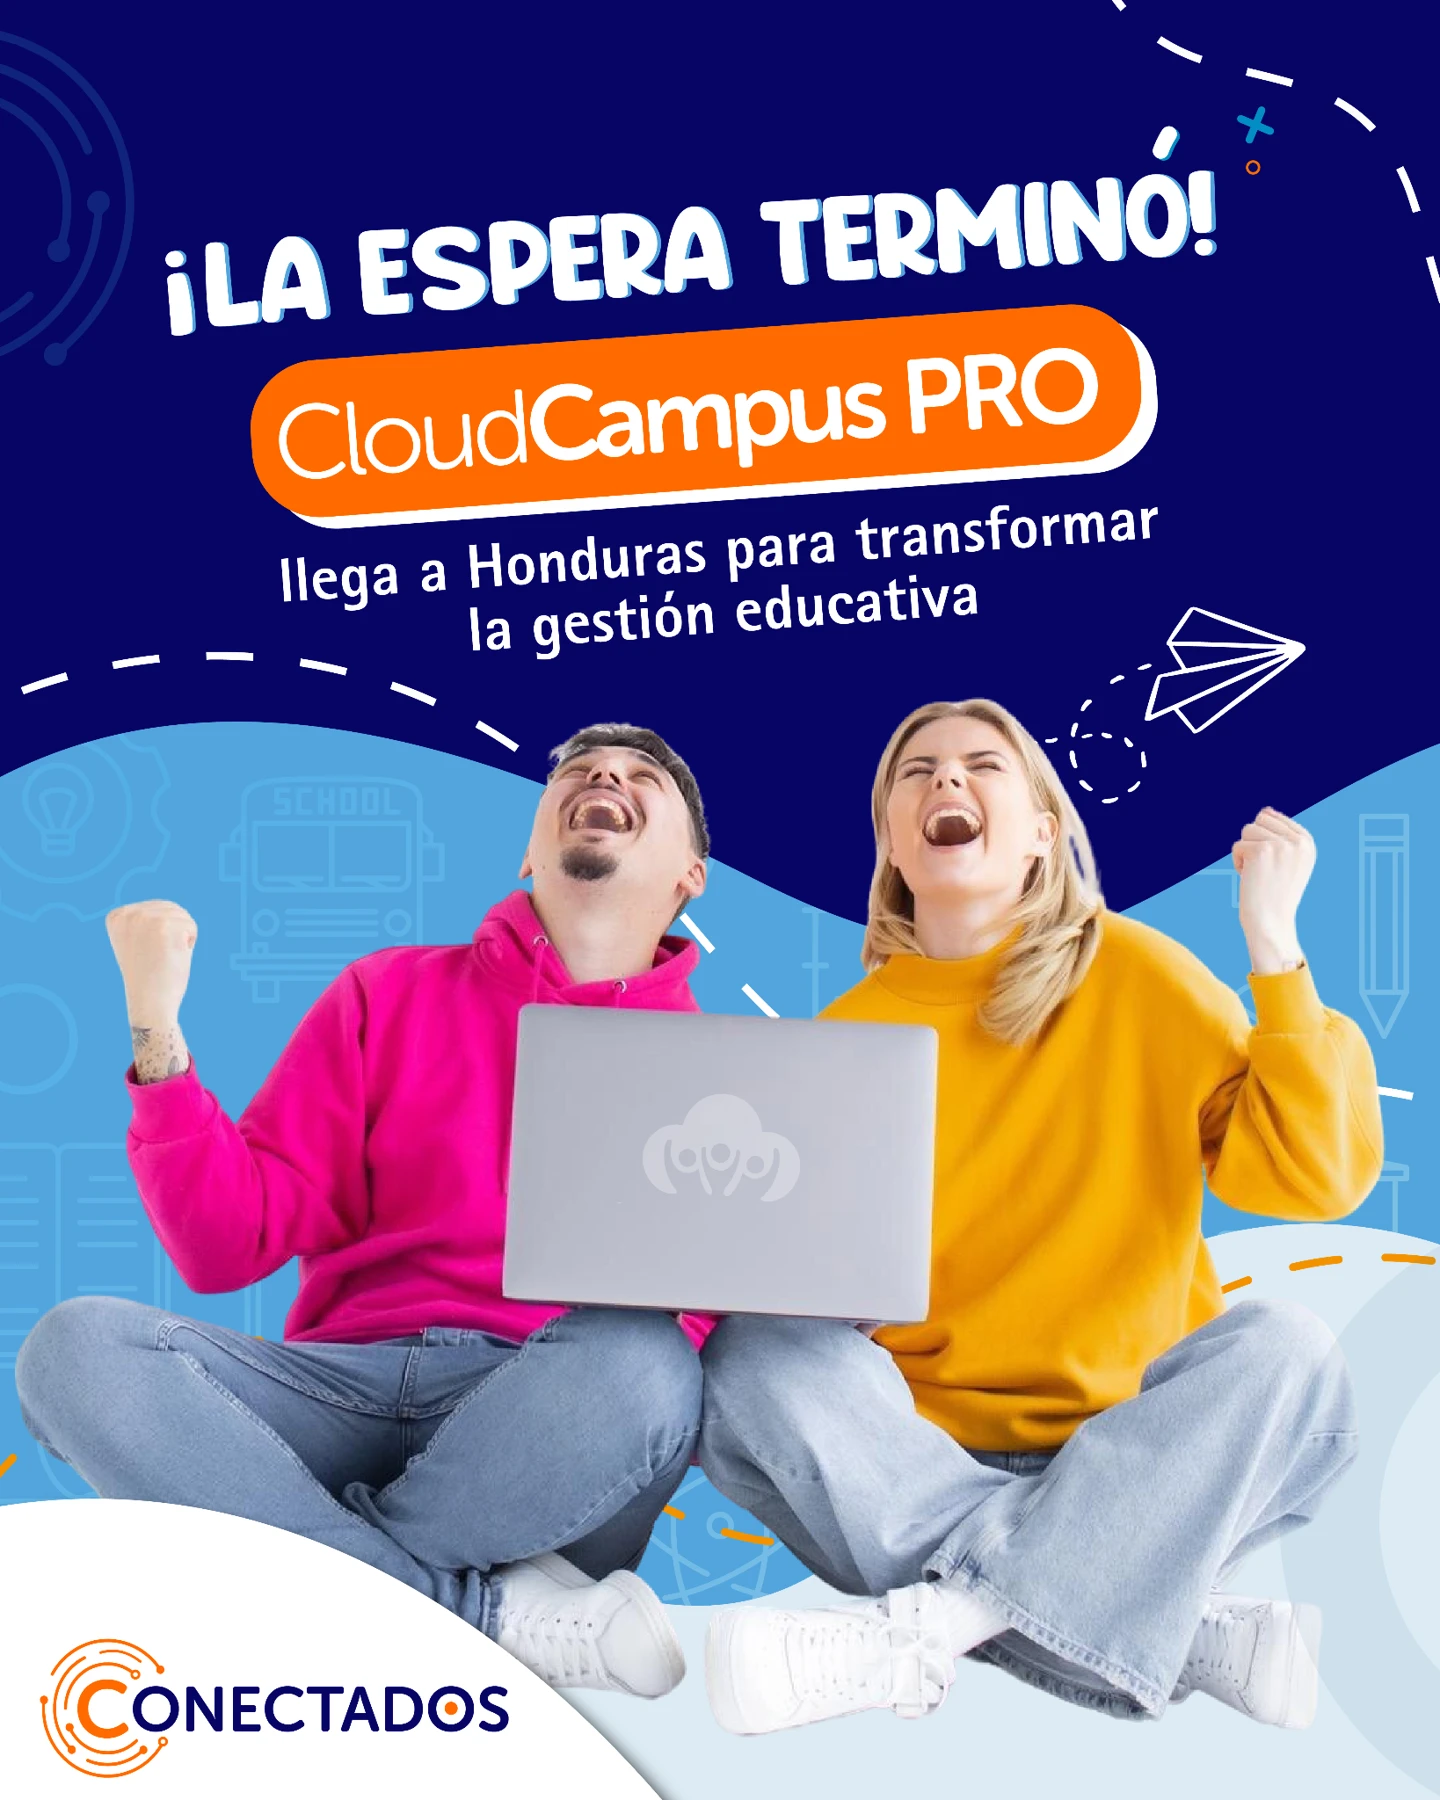 ¡LA ESPERA TERMINÓ!
CloudCampus PRO
llega a Honduras para transformar
la gestión educativa
SCHOOL
CONECTADOS